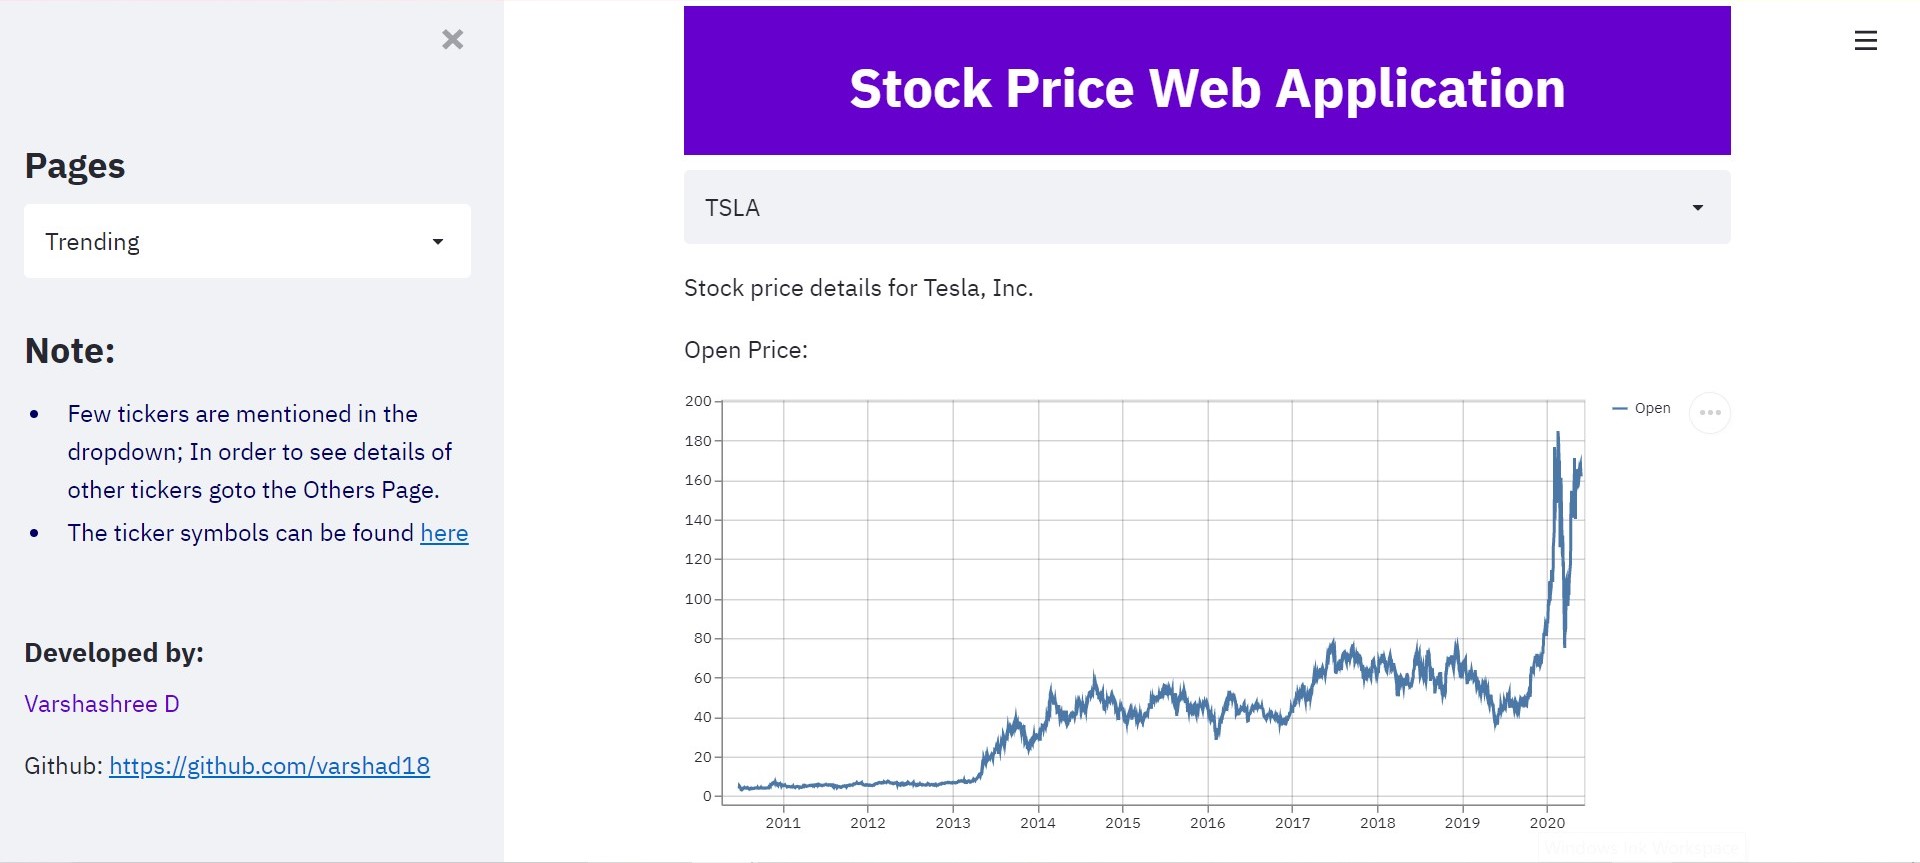 Stock Price Web Application
Pages
Trending
Note:
Few tickers are mentioned in the
dropdown; In order to see details of
other tickers goto the Others Page.
The ticker symbols can be found here
Developed by:
Varshashree D
Github: https://github.com/varshad18
TSLA
Stock price details for Tesla, Inc.
Open Price:
200
180
160
140
120
100
80
60
40
20
0
2011 2012 2013 2014 2015 2016 2017 2018 2019 2020
Open
Windows Ink Workspace